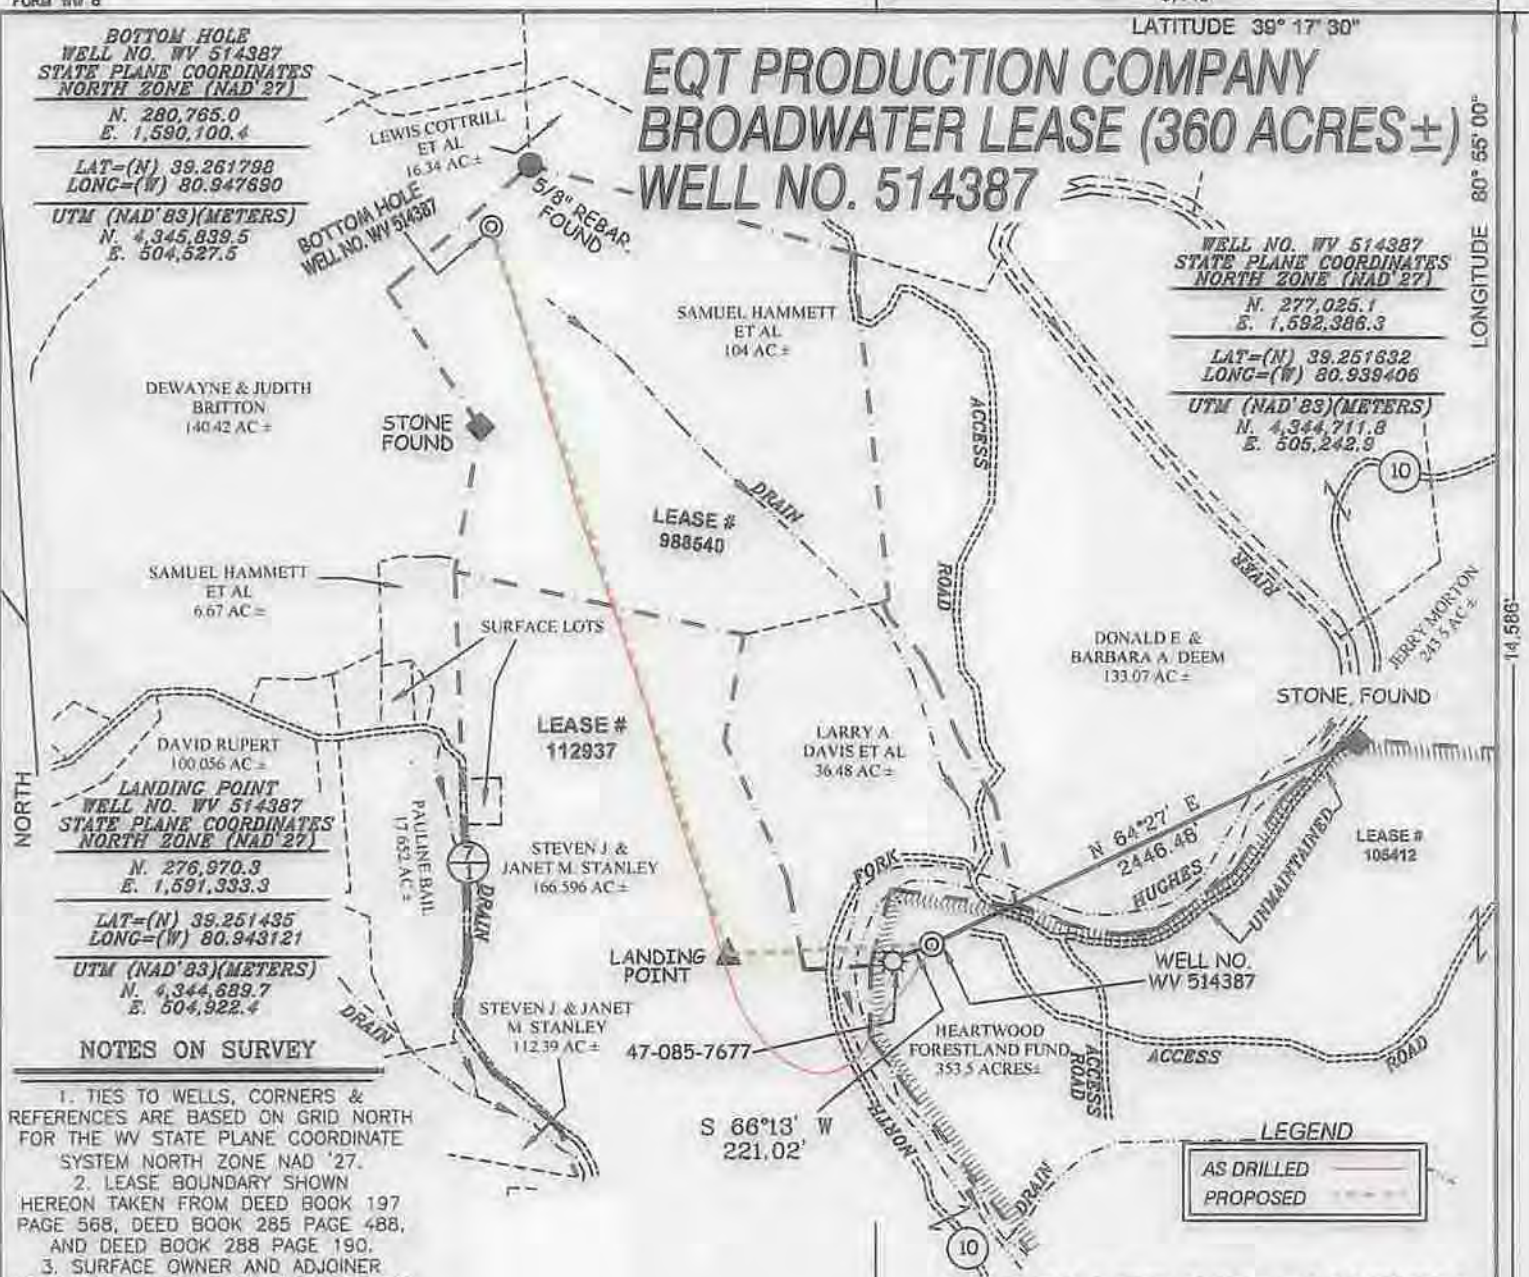 FORM WW 6
LATITUDE 39° 17' 30"
LONGITUDE 80° 55' 00"
EQT PRODUCTION COMPANY
BROADWATER LEASE (360 ACRES±)
WELL NO. 514387
BOTTOM HOLE
WELL NO. WV 514387
STATE PLANE COORDINATES
NORTH ZONE (NAD'27)
N. 280,765.0
E. 1,590,100.4
LAT=(N) 39.261798
LONG=(W) 80.947690
UTM (NAD'83)(METERS)
N. 4,345,839.5
E. 504,527.5
LEWIS COTTRILL
ET AL
16.34 AC±
BOTTOM HOLE
WELL NO. WV 514387
5/8" REBAR
FOUND
WELL NO. WV 514387
STATE PLANE COORDINATES
NORTH ZONE (NAD'27)
N. 277,025.1
E. 1,592,386.3
LAT=(N) 39.251632
LONG=(W) 80.939406
UTM (NAD'83)(METERS)
N. 4,344,711.8
E. 505,242.9
SAMUEL HAMMETT
ET AL
104 AC±
DEWAYNE & JUDITH
BRITTON
140.42 AC±
STONE
FOUND
ACCESS
ROAD
10
DRAIN
LEASE #
988540
RIVER
SAMUEL HAMMETT
ET AL
6.67 AC±
SURFACE LOTS
DONALD E. &
BARBARA A. DEEM
133.07 AC±
JERRY MORTON
243.5 AC±
14,586'
STONE FOUND
LEASE #
112937
LARRY A.
DAVIS ET AL
36.48 AC±
DAVID RUPERT
100.056 AC±
NORTH
LANDING POINT
WELL NO. WV 514387
STATE PLANE COORDINATES
NORTH ZONE (NAD'27)
N. 276,970.3
E. 1,591,333.3
LAT=(N) 39.251435
LONG=(W) 80.943121
UTM (NAD'83)(METERS)
N. 4,344,689.7
E. 504,922.4
PAULINE BAIL
17.652 AC±
7
1
DRAIN
STEVEN J. &
JANET M. STANLEY
166.596 AC±
N 64°27' E
2446.46'
LEASE #
105412
FORK
HUGHES
UNMAINTAINED
LANDING
POINT
WELL NO.
WV 514387
DRAIN
STEVEN J. & JANET
M. STANLEY
112.39 AC±
47-085-7677
HEARTWOOD
FORESTLAND FUND
353.5 ACRES±
ACCESS
ROAD
ACCESS
ROAD
S 66°13' W
221.02'
NORTH
DRAIN
10
NOTES ON SURVEY
1. TIES TO WELLS, CORNERS &
REFERENCES ARE BASED ON GRID NORTH
FOR THE WV STATE PLANE COORDINATE
SYSTEM NORTH ZONE NAD '27.
2. LEASE BOUNDARY SHOWN
HEREON TAKEN FROM DEED BOOK 197
PAGE 568, DEED BOOK 285 PAGE 488,
AND DEED BOOK 288 PAGE 190.
3. SURFACE OWNER AND ADJOINER
LEGEND
AS DRILLED
PROPOSED